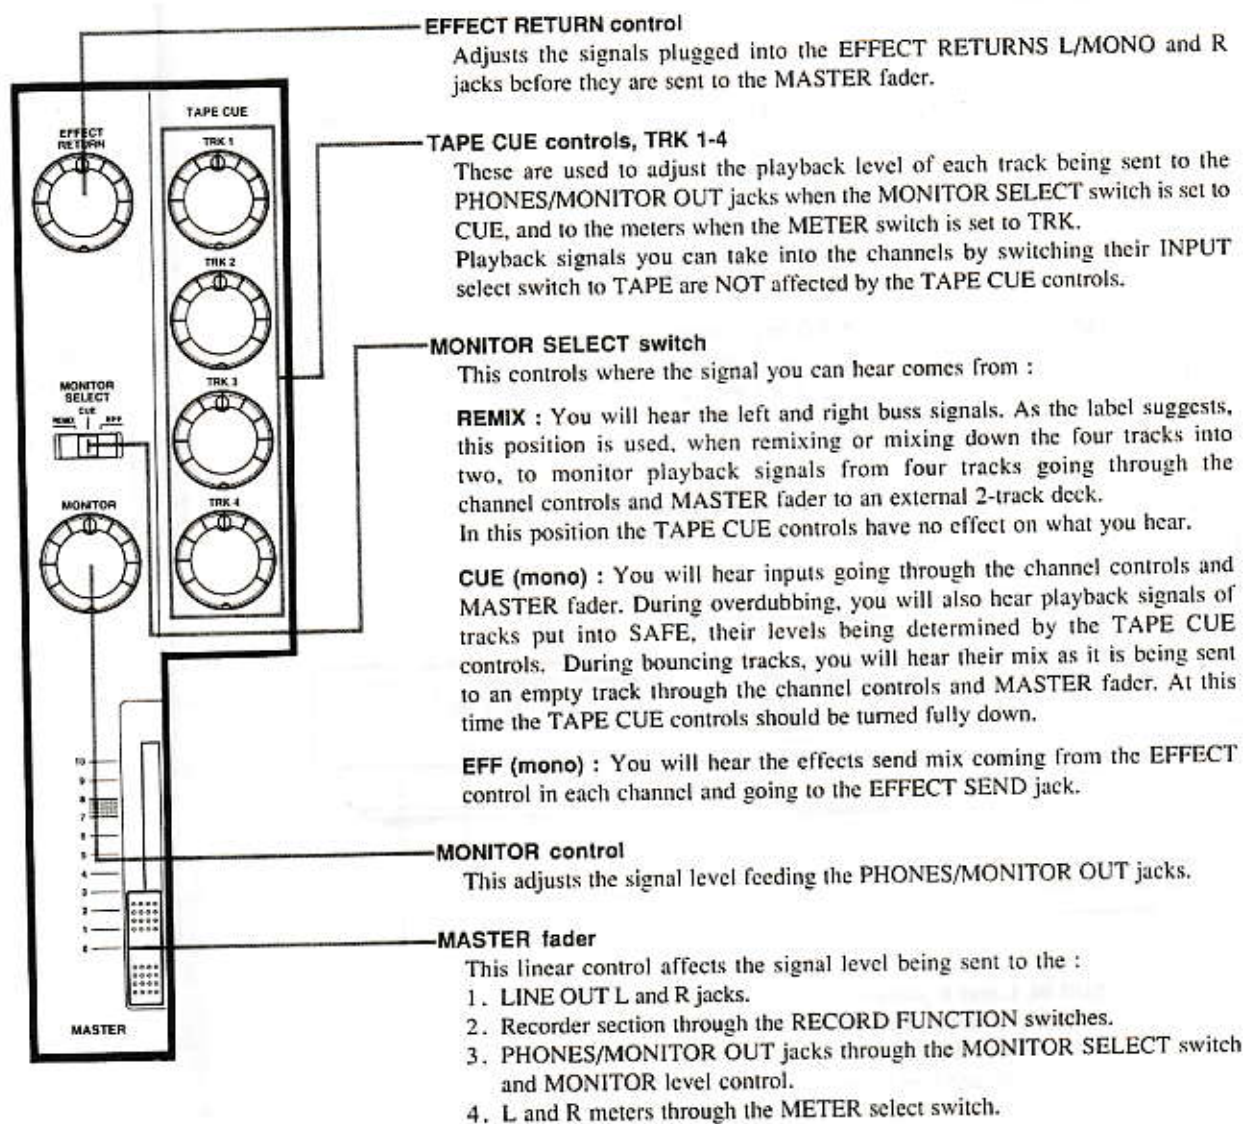 EFFECT RETURN control
Adjusts the signals plugged into the EFFECT RETURNS L/MONO and R
jacks before they are sent to the MASTER fader.
TAPE CUE controls, TRK 1-4
These are used to adjust the playback level of each track being sent to the
PHONES/MONITOR OUT jacks when the MONITOR SELECT switch is set to
CUE, and to the meters when the METER switch is set to TRK.
Playback signals you can take into the channels by switching their INPUT
select switch to TAPE are NOT affected by the TAPE CUE controls.
MONITOR SELECT switch
This controls where the signal you can hear comes from :
REMIX : You will hear the left and right buss signals. As the label suggests,
this position is used, when remixing or mixing down the four tracks into
two, to monitor playback signals from four tracks going through the
channel controls and MASTER fader to an external 2-track deck.
In this position the TAPE CUE controls have no effect on what you hear.
CUE (mono) : You will hear inputs going through the channel controls and
MASTER fader. During overdubbing, you will also hear playback signals of
tracks put into SAFE, their levels being determined by the TAPE CUE
controls. During bouncing tracks, you will hear their mix as it is being sent
to an empty track through the channel controls and MASTER fader. At this
time the TAPE CUE controls should be turned fully down.
EFF (mono) : You will hear the effects send mix coming from the EFFECT
control in each channel and going to the EFFECT SEND jack.
MONITOR control
This adjusts the signal level feeding the PHONES/MONITOR OUT jacks.
MASTER fader
This linear control affects the signal level being sent to the :
1. LINE OUT L and R jacks.
2. Recorder section through the RECORD FUNCTION switches.
3. PHONES/MONITOR OUT jacks through the MONITOR SELECT switch
and MONITOR level control.
4. L and R meters through the METER select switch.
TAPE CUE
EFFECT
RETURN
TRK 1
TRK 2
TRK 3
TRK 4
MONITOR
SELECT
CUE
REMIX
EFF
MONITOR
10
9
8
7
6
5
4
3
2
1
0
MASTER